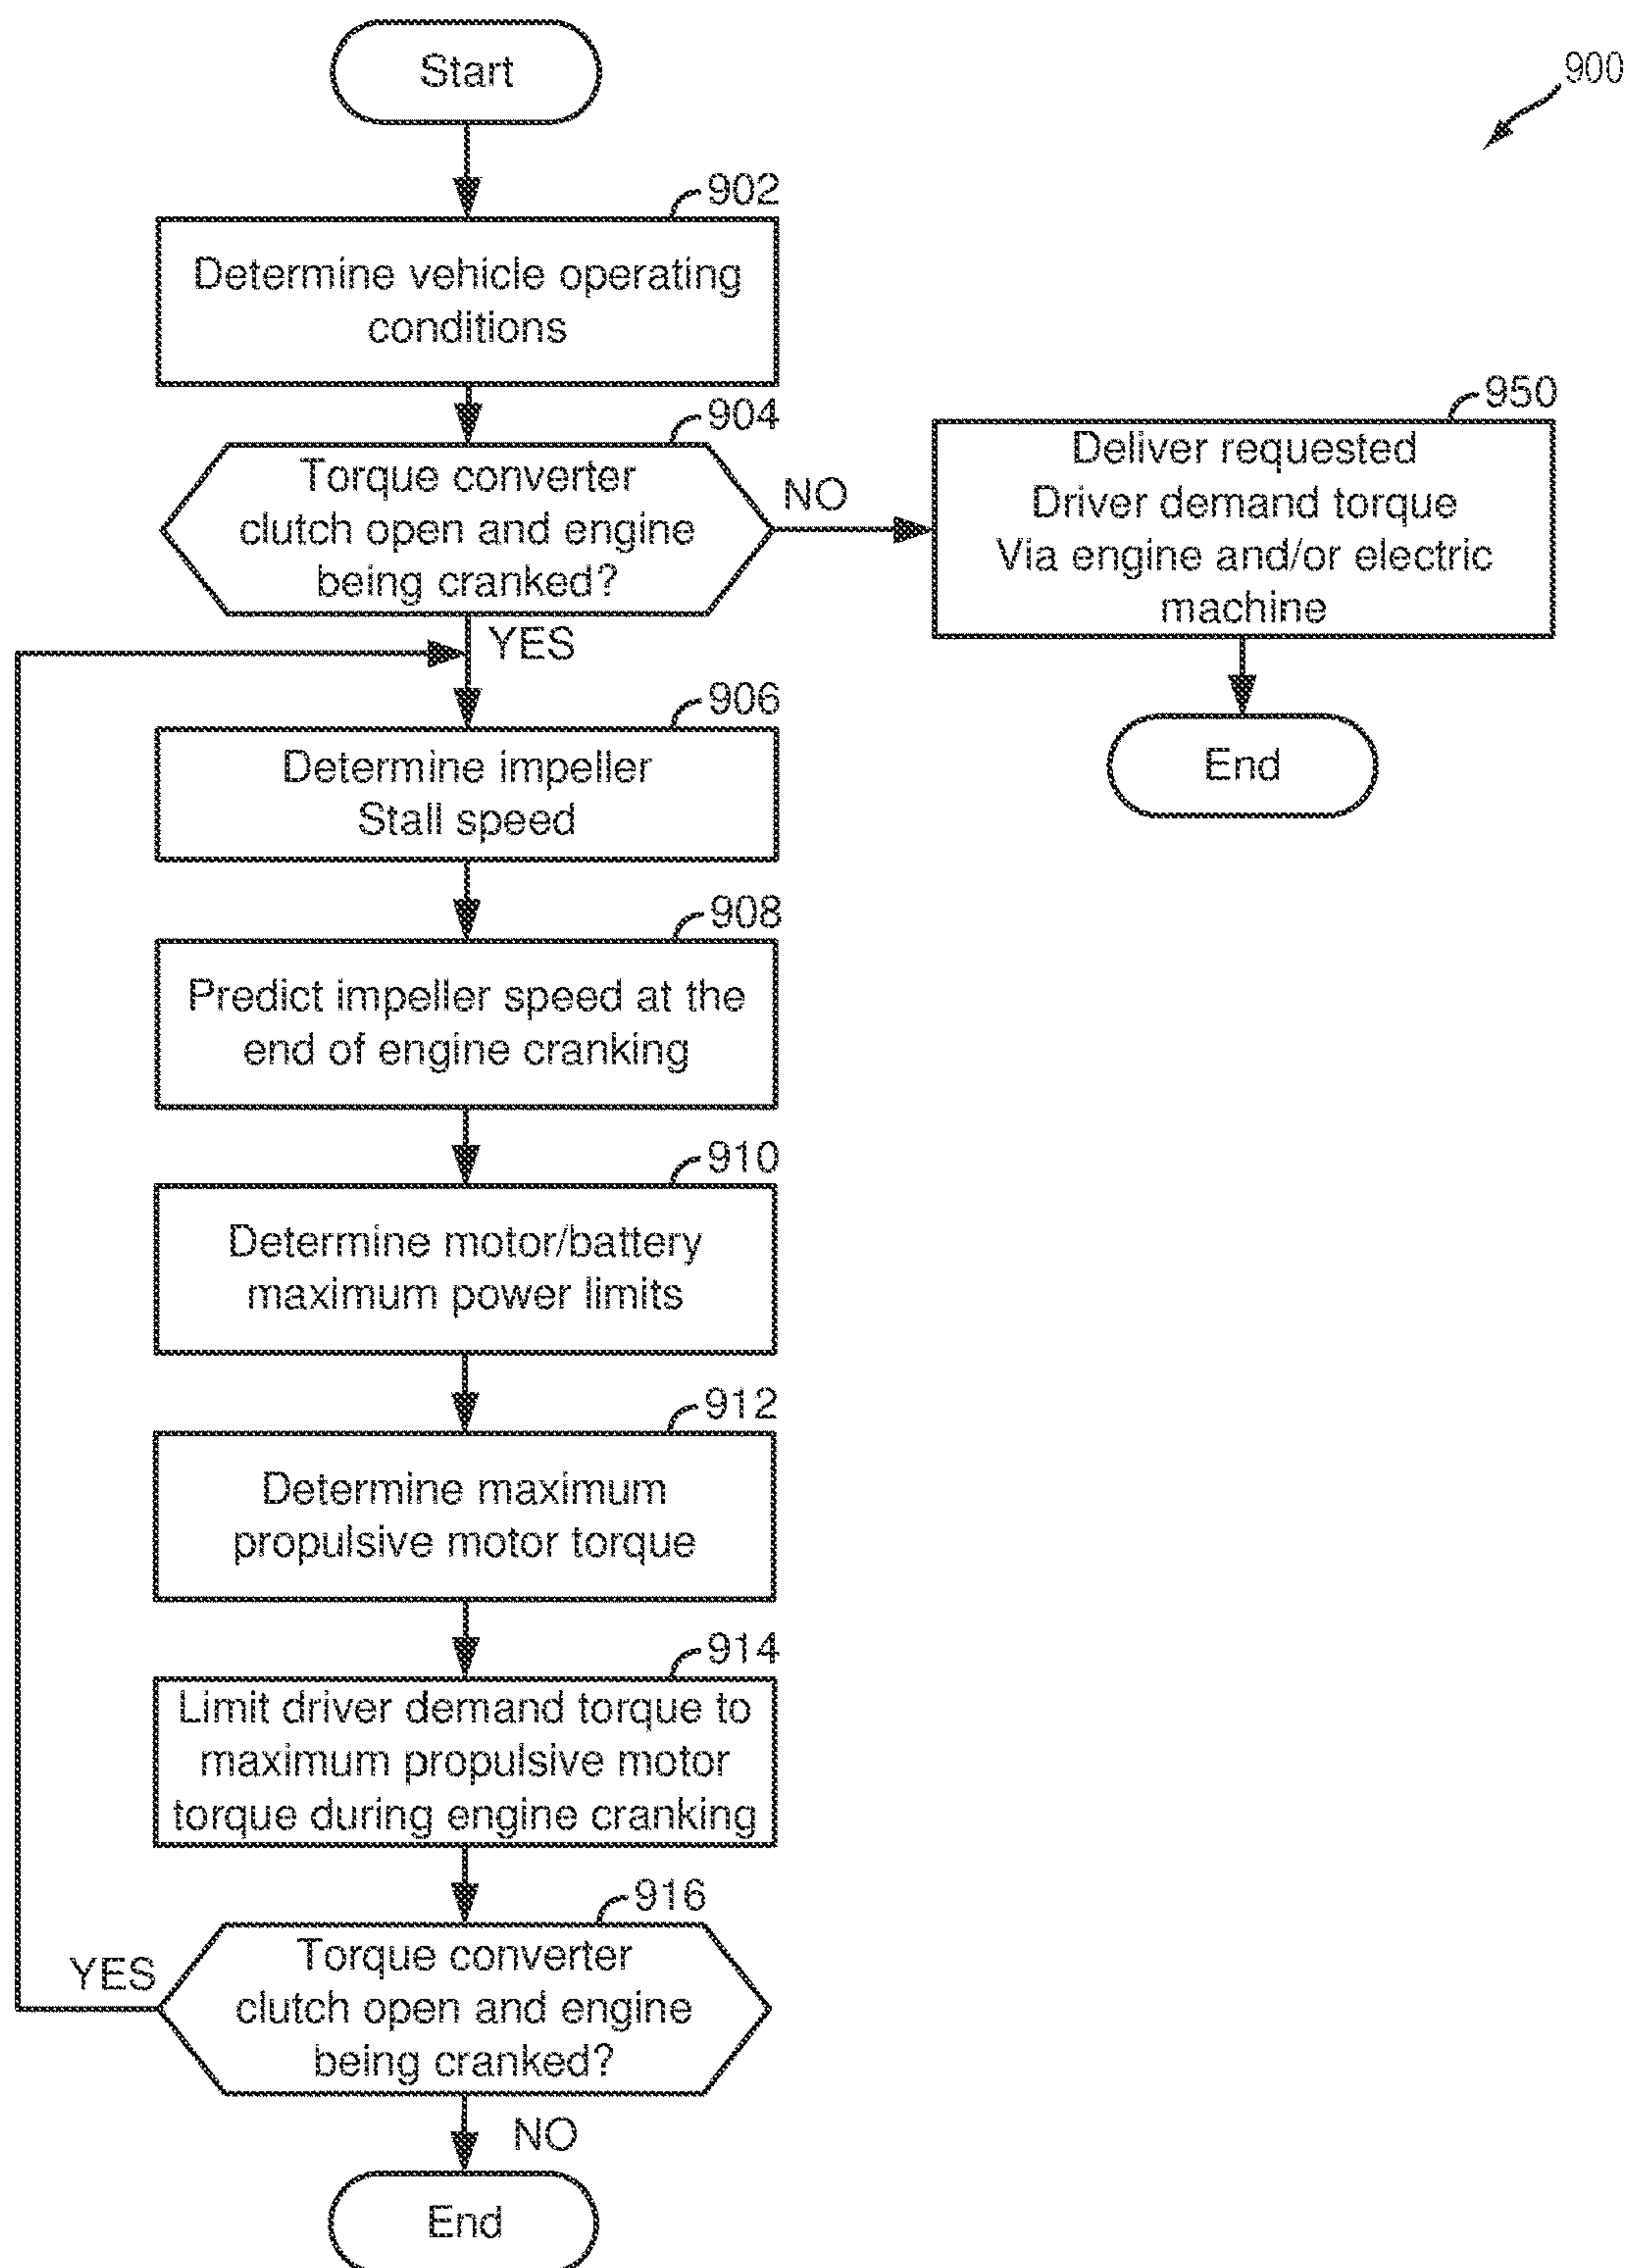 Start
900
902
Determine vehicle operating
conditions
904
Torque converter
clutch open and engine
being cranked?
NO
950
Deliver requested
Driver demand torque
Via engine and/or electric
machine
End
YES
906
Determine impeller
Stall speed
908
Predict impeller speed at the
end of engine cranking
910
Determine motor/battery
maximum power limits
912
Determine maximum
propulsive motor torque
914
Limit driver demand torque to
maximum propulsive motor
torque during engine cranking
916
Torque converter
clutch open and engine
being cranked?
YES
NO
End